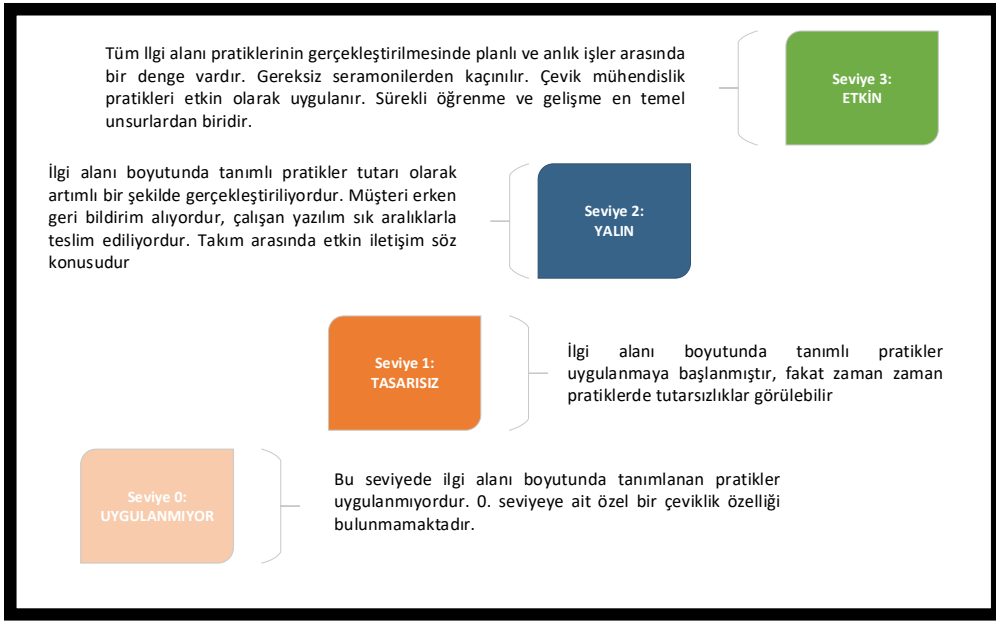 Tüm İlgi alanı pratiklerinin gerçekleştirilmesinde planlı ve anlık işler arasında
bir denge vardır. Gereksiz seramonilerden kaçınılır. Çevik mühendislik
pratikleri etkin olarak uygulanır. Sürekli öğrenme ve gelişme en temel
unsurlardan biridir.
Seviye 3:
ETKİN
İlgi alanı boyutunda tanımlı pratikler tutarı olarak
artımlı bir şekilde gerçekleştiriliyordur. Müşteri erken
geri bildirim alıyordur, çalışan yazılım sık aralıklarla
teslim ediliyordur. Takım arasında etkin iletişim söz
konusudur
Seviye 2:
YALIN
Seviye 1:
TASARISIZ
İlgi alanı boyutunda tanımlı pratikler
uygulanmaya başlanmıştır, fakat zaman zaman
pratiklerde tutarsızlıklar görülebilir
Seviye 0:
UYGULANMIYOR
Bu seviyede ilgi alanı boyutunda tanımlanan pratikler
uygulanmıyordur. 0. seviyeye ait özel bir çeviklik özelliği
bulunmamaktadır.